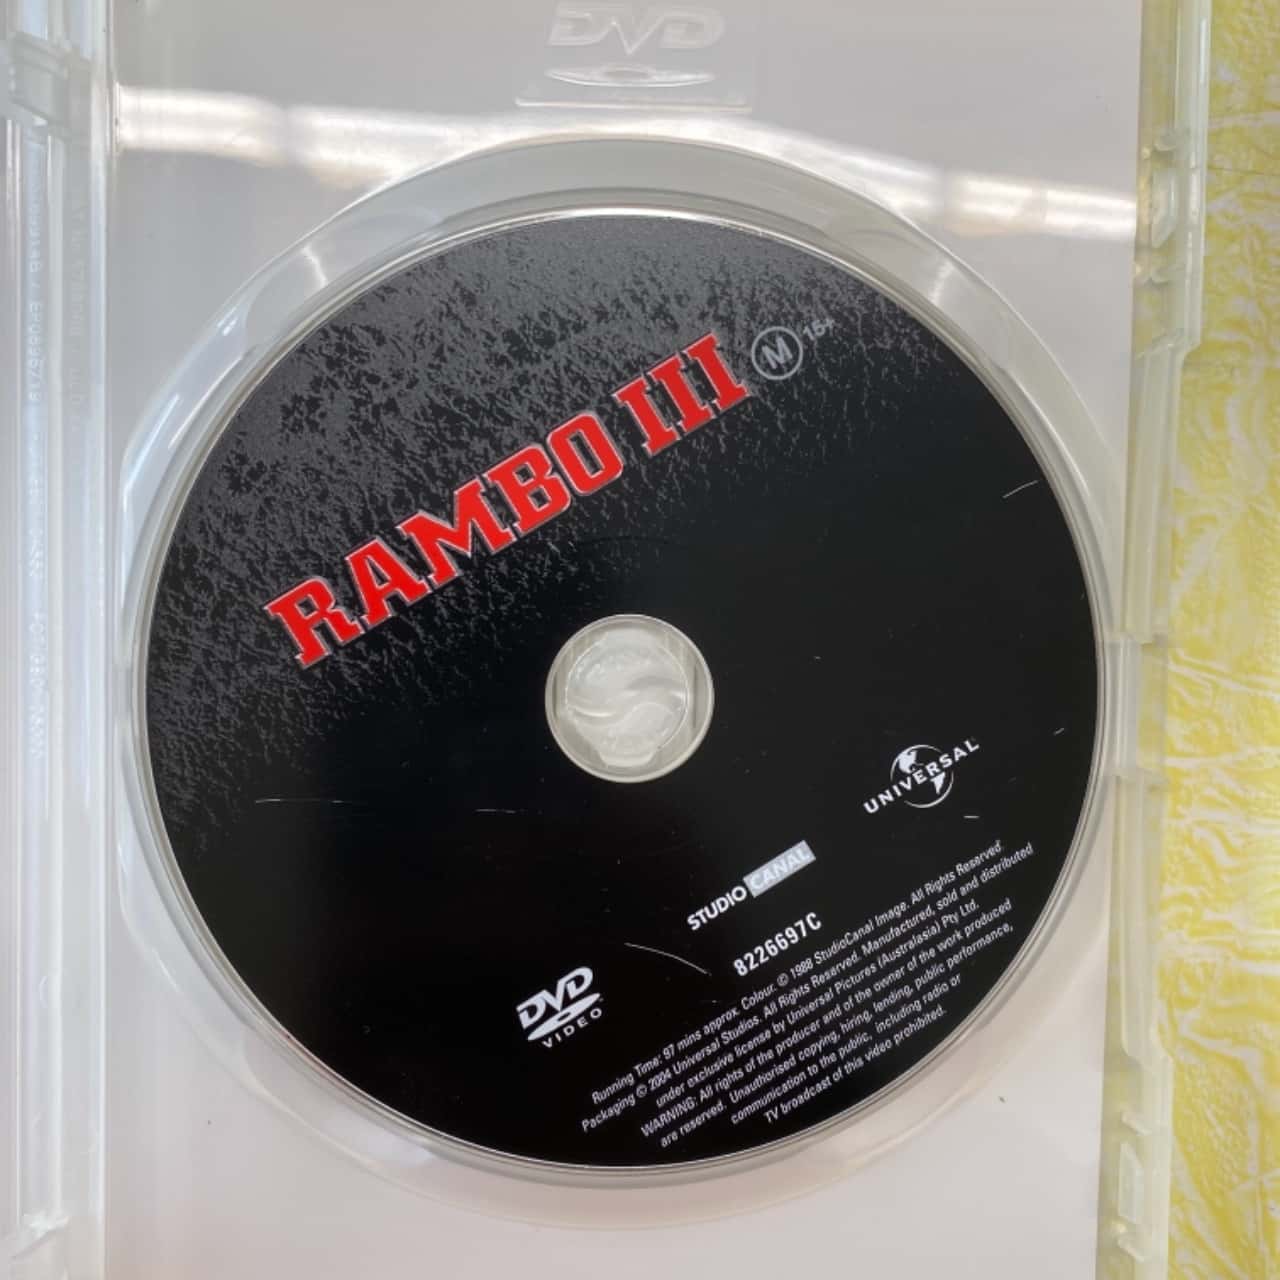 DVD
RAMBO III
M 15+
UNIVERSAL
STUDIO CANAL
8226697C
DVD
VIDEO
Running Time: 97 mins approx. Colour. © 1988 StudioCanal Image. All Rights Reserved.
Packaging © 2004 Universal Studios. All Rights Reserved. Manufactured, sold and distributed
under exclusive license by Universal Pictures (Australasia) Pty Ltd.
WARNING: All rights of the producer and of the owner of the work produced
are reserved. Unauthorised copying, hiring, lending, public performance,
communication to the public, including radio or
TV broadcast of this video prohibited.